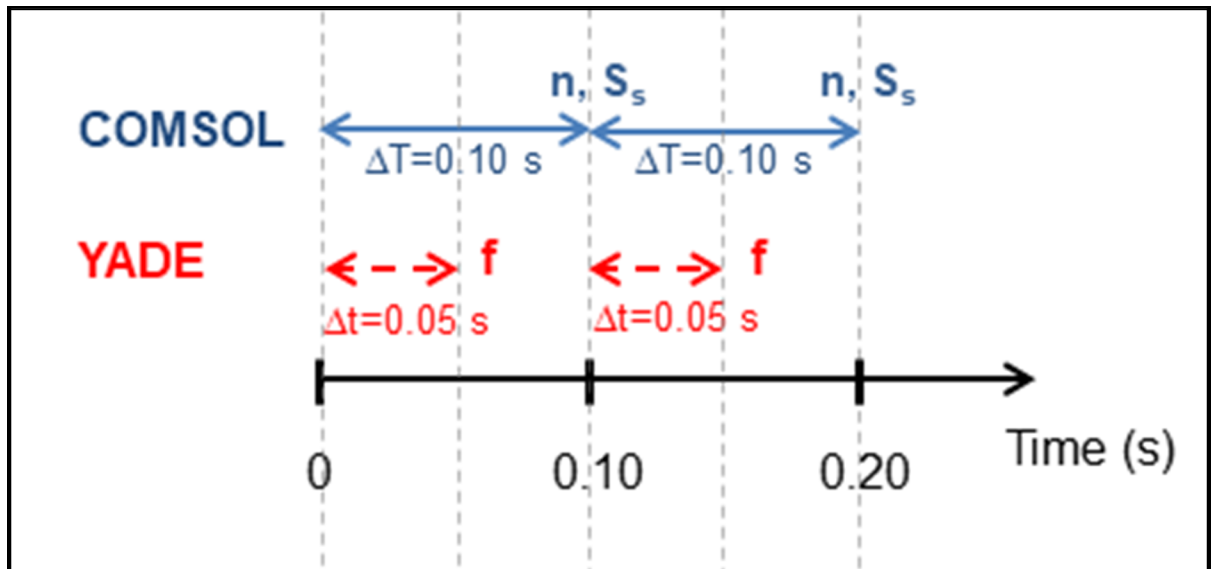 n, Sₛ n, Sₛ
COMSOL
ΔT=0.10 s ΔT=0.10 s
YADE f f
Δt=0.05 s Δt=0.05 s
0 0.10 0.20 Time (s)